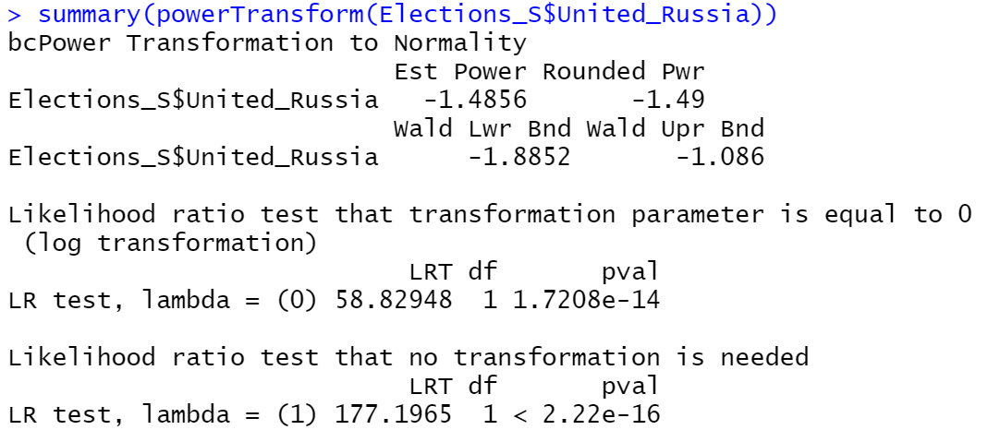 > summary(powerTransform(Elections_S$United_Russia))
bcPower Transformation to Normality
Est Power Rounded Pwr
Elections_S$United_Russia -1.4856 -1.49
Wald Lwr Bnd Wald Upr Bnd
Elections_S$United_Russia -1.8852 -1.086
Likelihood ratio test that transformation parameter is equal to 0
(log transformation)
LRT df pval
LR test, lambda = (0) 58.82948 1 1.7208e-14
Likelihood ratio test that no transformation is needed
LRT df pval
LR test, lambda = (1) 177.1965 1 < 2.22e-16